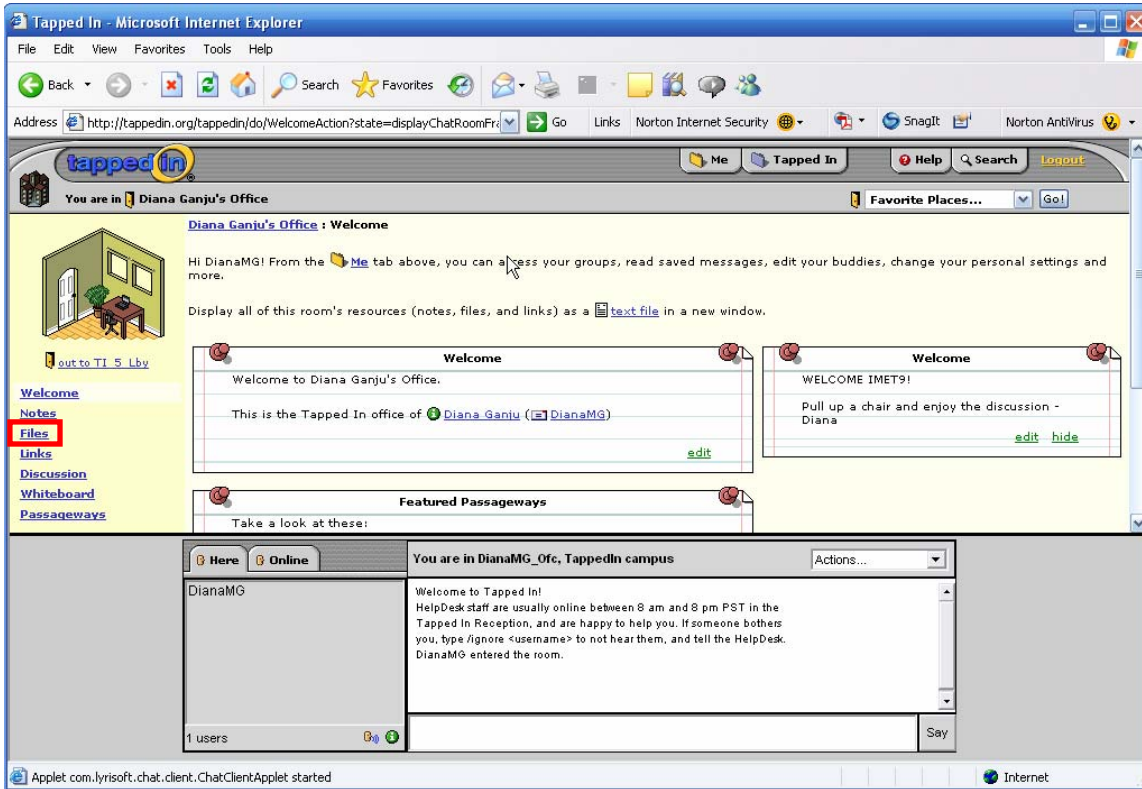 Tapped In - Microsoft Internet Explorer
File Edit View Favorites Tools Help
Back Search Favorites
Address http://tappedin.org/tappedin/do/WelcomeAction?state=displayChatRoomFra Go Links Norton Internet Security SnagIt Norton AntiVirus
tapped in Me Tapped In Help Search Logout
You are in Diana Ganju's Office Favorite Places... Go!
Diana Ganju's Office : Welcome
Hi DianaMG! From the Me tab above, you can access your groups, read saved messages, edit your buddies, change your personal settings and
more.
Display all of this room's resources (notes, files, and links) as a text file in a new window.
out to TI_5_Lby
Welcome
Notes
Files
Links
Discussion
Whiteboard
Passageways
Welcome
Welcome to Diana Ganju's Office.
This is the Tapped In office of Diana Ganju (DianaMG)
edit
Welcome
WELCOME IMET9!
Pull up a chair and enjoy the discussion -
Diana
edit hide
Featured Passageways
Take a look at these:
Here Online
DianaMG
1 users
You are in DianaMG_Ofc, TappedIn campus Actions...
Welcome to Tapped In!
HelpDesk staff are usually online between 8 am and 8 pm PST in the
Tapped In Reception, and are happy to help you. If someone bothers
you, type /ignore <username> to not hear them, and tell the HelpDesk.
DianaMG entered the room.
Say
Applet com.lyrisoft.chat.client.ChatClientApplet started Internet